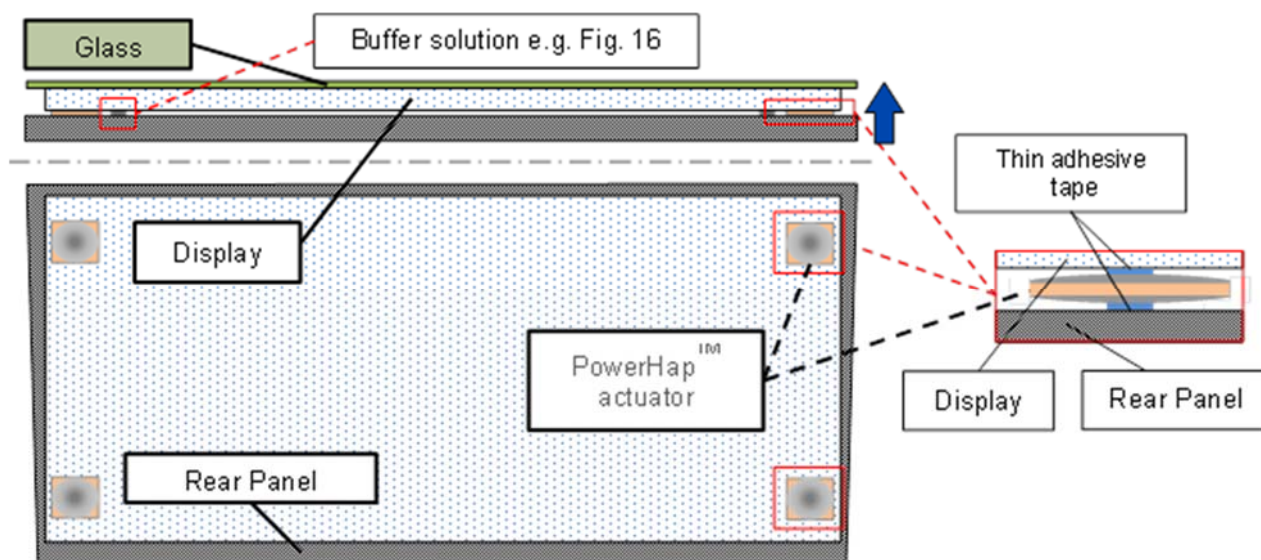 Glass
Buffer solution e.g. Fig. 16
Thin adhesive
tape
Display
PowerHap™
actuator
Display
Rear Panel
Rear Panel